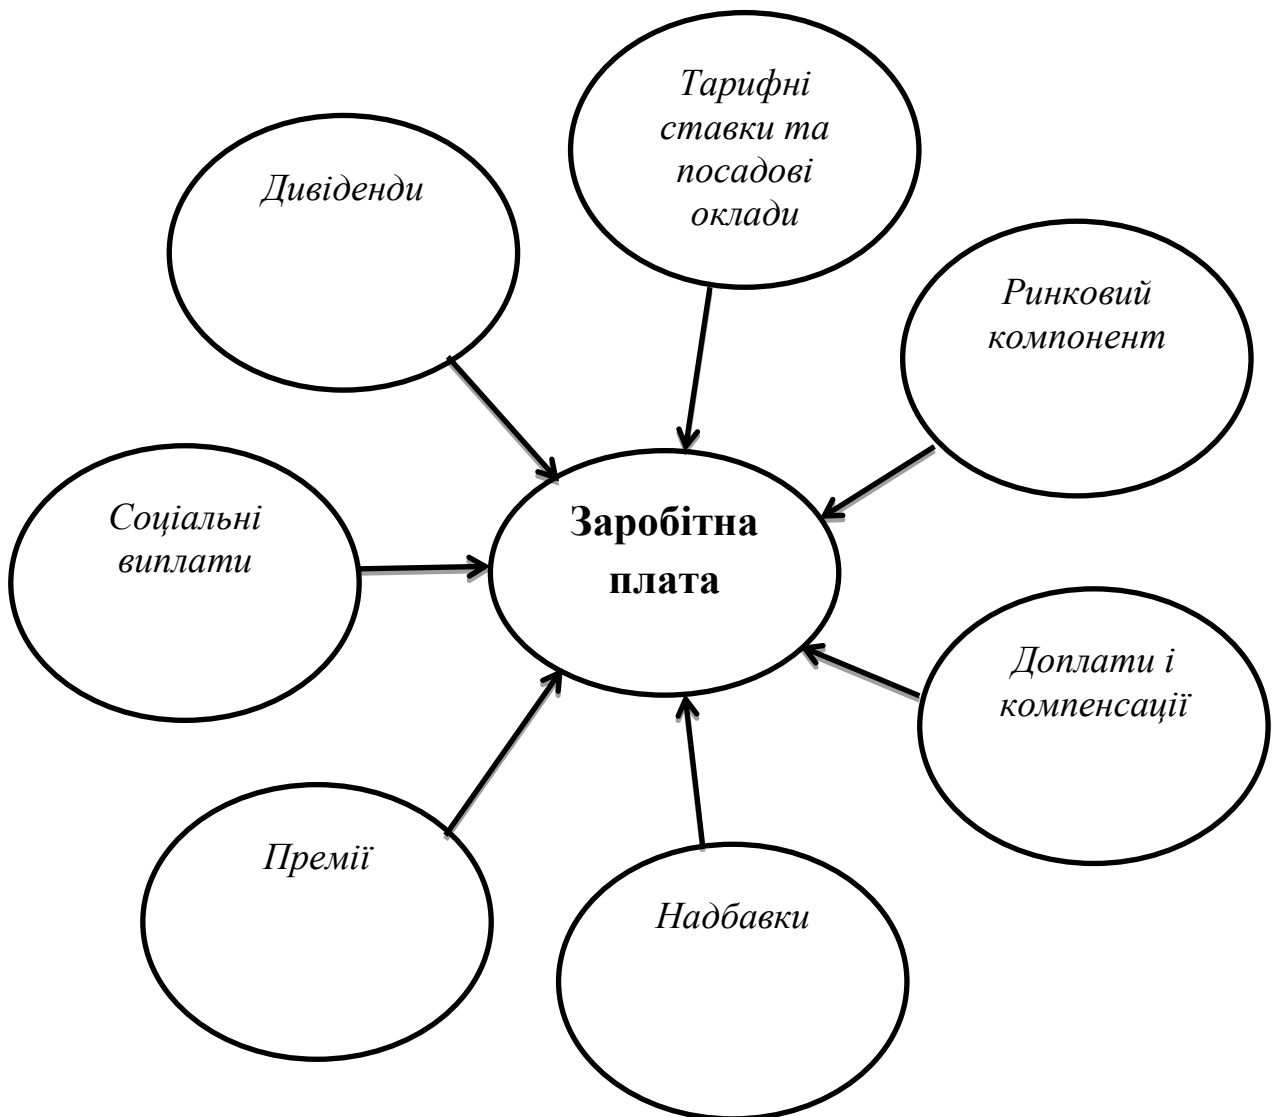 Тарифні
ставки та
посадові
оклади
Дивіденди
Ринковий
компонент
Соціальні
виплати
Заробітна
плата
Доплати і
компенсації
Премії
Надбавки